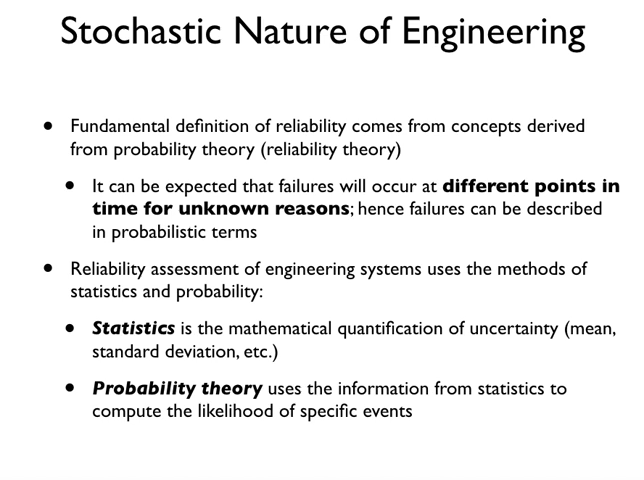 Stochastic Nature of Engineering
• Fundamental definition of reliability comes from concepts derived
from probability theory (reliability theory)
• It can be expected that failures will occur at different points in
time for unknown reasons; hence failures can be described
in probabilistic terms
• Reliability assessment of engineering systems uses the methods of
statistics and probability:
• Statistics is the mathematical quantification of uncertainty (mean,
standard deviation, etc.)
• Probability theory uses the information from statistics to
compute the likelihood of specific events